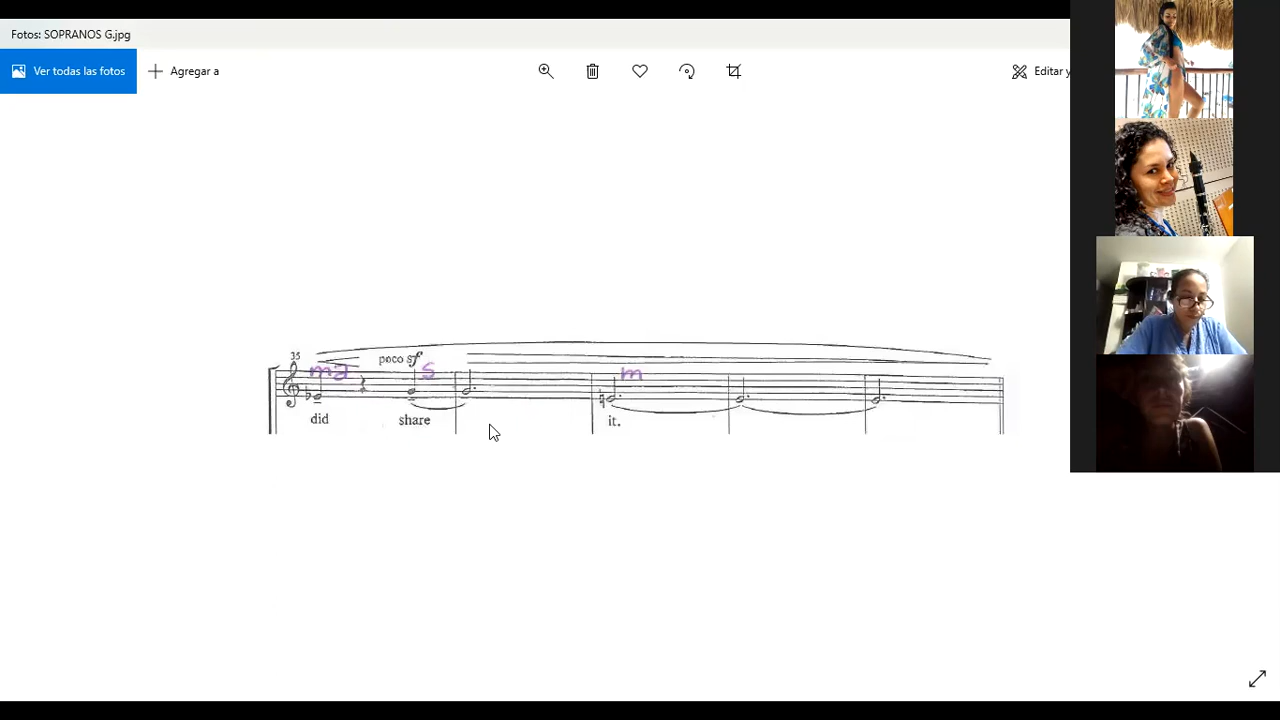 Fotos: SOPRANOS G.jpg
Ver todas las fotos
Agregar a
Editar y
35
poco sf
ma s m
did share it.